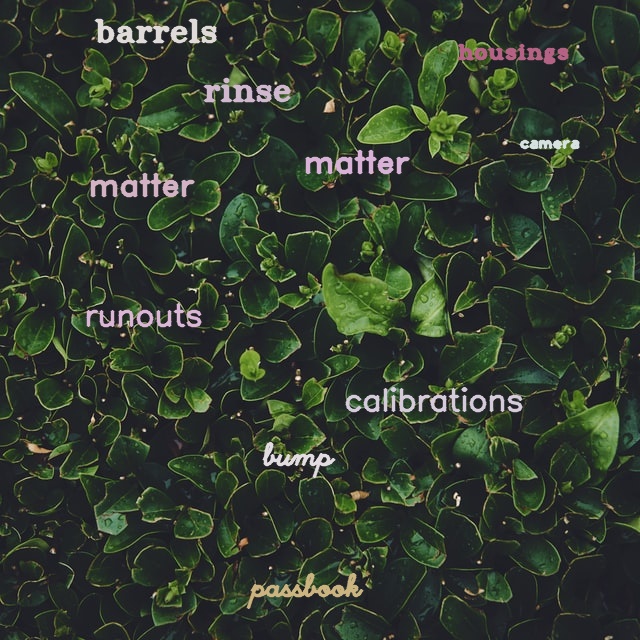 barrels
housings
rinse
camera
matter
matter
runouts
calibrations
bump
passbook